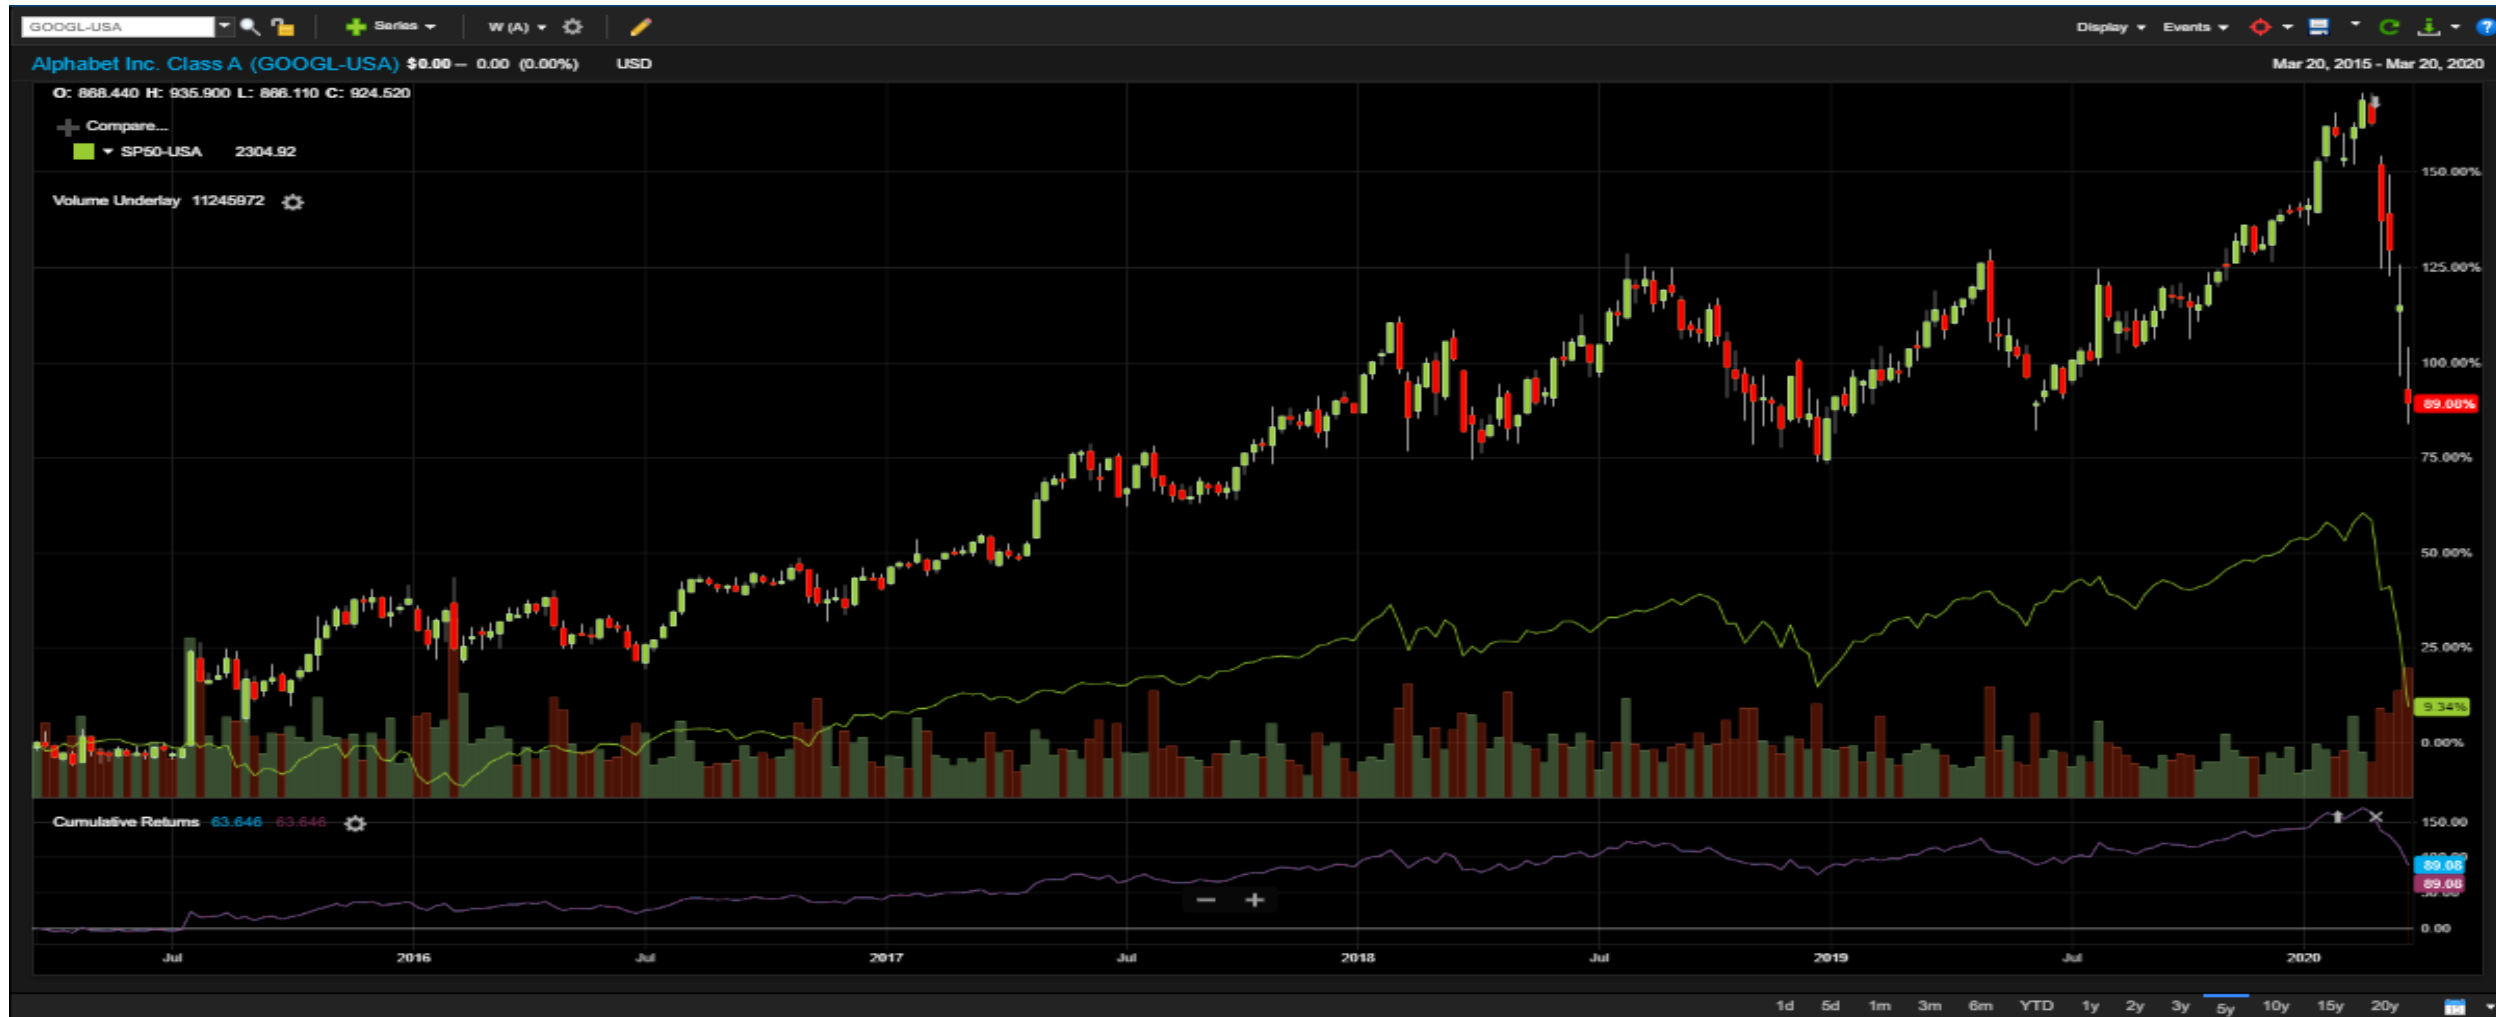 GOOGL-USA Series W (A) Display Events
Alphabet Inc. Class A (GOOGL-USA) $0.00 – 0.00 (0.00%) USD Mar 20, 2015 - Mar 20, 2020
O: 868.440 H: 935.900 L: 866.110 C: 924.520
Compare...
SP50-USA 2304.92
150.00%
Volume Underlay 11245972
125.00%
100.00%
89.08%
75.00%
50.00%
25.00%
9.34%
0.00%
Cumulative Returns 63.646 63.646
150.00
89.08
89.08
0.00
Jul 2016 Jul 2017 Jul 2018 Jul 2019 Jul 2020
1d 5d 1m 3m 6m YTD 1y 2y 3y 5y 10y 15y 20y